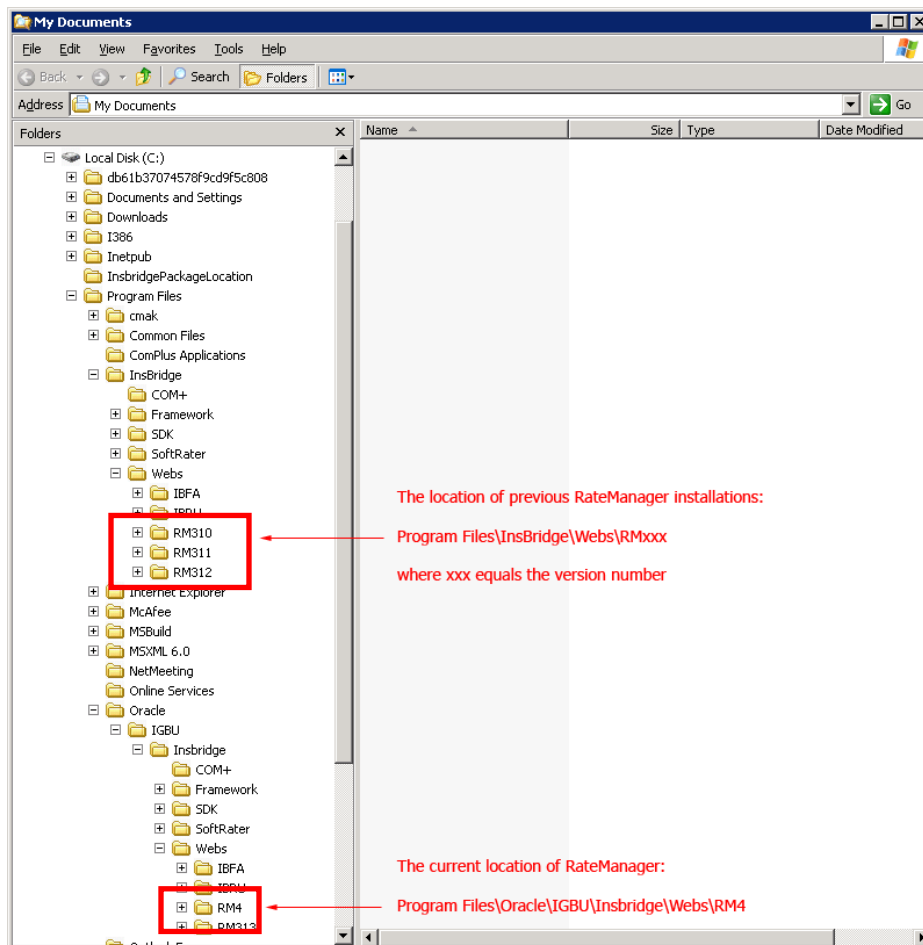 My Documents
File Edit View Favorites Tools Help
Back Search Folders
Address My Documents Go
Folders x Name Size Type Date Modified
Local Disk (C:)
db61b37074578f9cd9f5c808
Documents and Settings
Downloads
I386
Inetpub
InsbridgePackageLocation
Program Files
cmak
Common Files
ComPlus Applications
InsBridge
COM+
Framework
SDK
SoftRater
Webs
IBFA
The location of previous RateManager installations:
IBRU
RM310
Program Files\InsBridge\Webs\RMxxx
RM311
RM312
where xxx equals the version number
Internet Explorer
McAfee
MSBuild
MSXML 6.0
NetMeeting
Online Services
Oracle
IGBU
Insbridge
COM+
Framework
SDK
SoftRater
Webs
IBFA
The current location of RateManager:
IBRU
RM4
Program Files\Oracle\IGBU\Insbridge\Webs\RM4
RM313